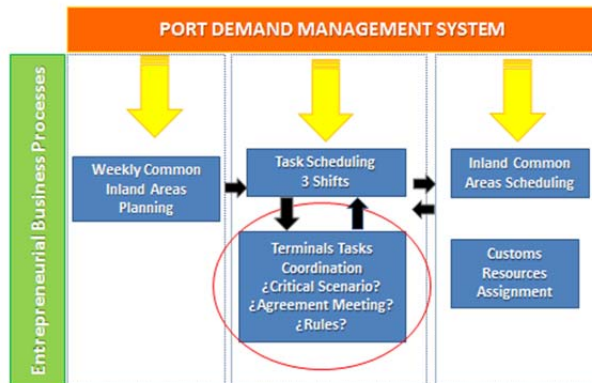 PORT DEMAND MANAGEMENT SYSTEM
Entrepreneurial Business Processes
Weekly Common
Inland Areas
Planning
Task Scheduling
3 Shifts
Inland Common
Areas Scheduling
Terminals Tasks
Coordination
¿Critical Scenario?
¿Agreement Meeting?
¿Rules?
Customs
Resources
Assignment